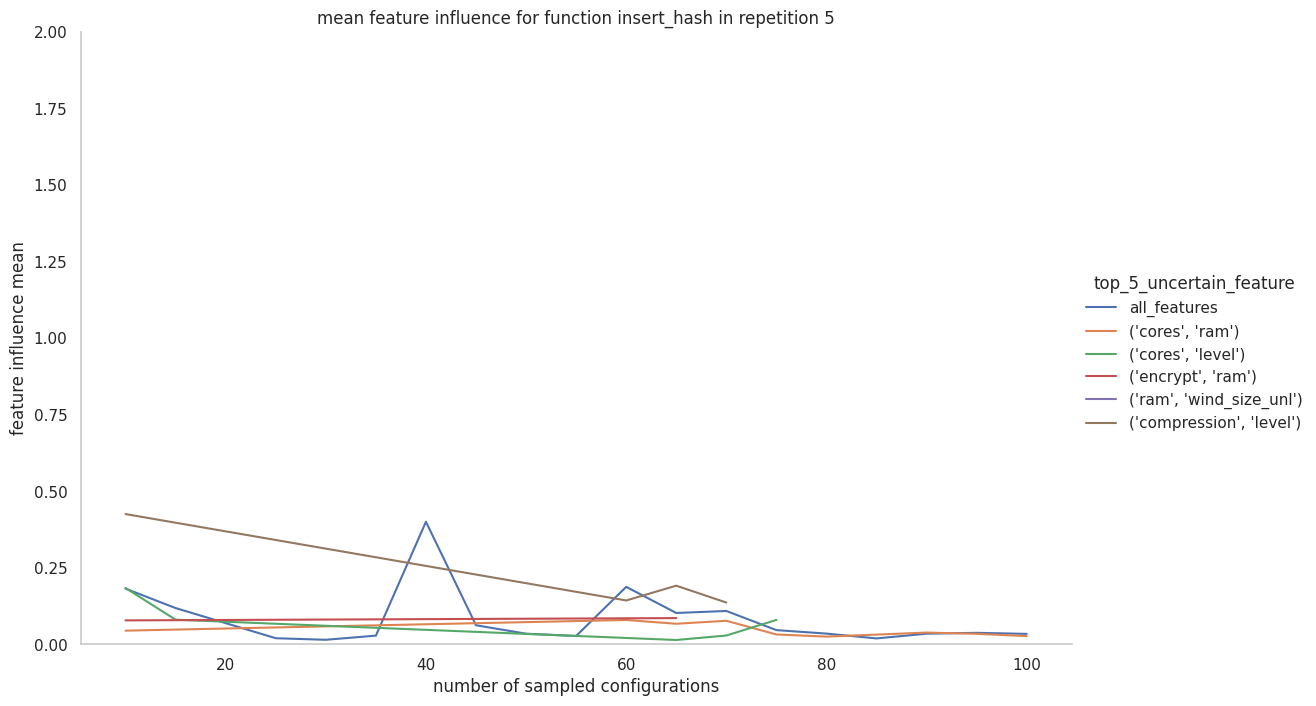 mean feature influence for function insert_hash in repetition 5
2.00
1.75
1.50
1.25
1.00
0.75
0.50
0.25
0.00
feature influence mean
20
40
60
80
100
number of sampled configurations
top_5_uncertain_feature
all_features
('cores', 'ram')
('cores', 'level')
('encrypt', 'ram')
('ram', 'wind_size_unl')
('compression', 'level')